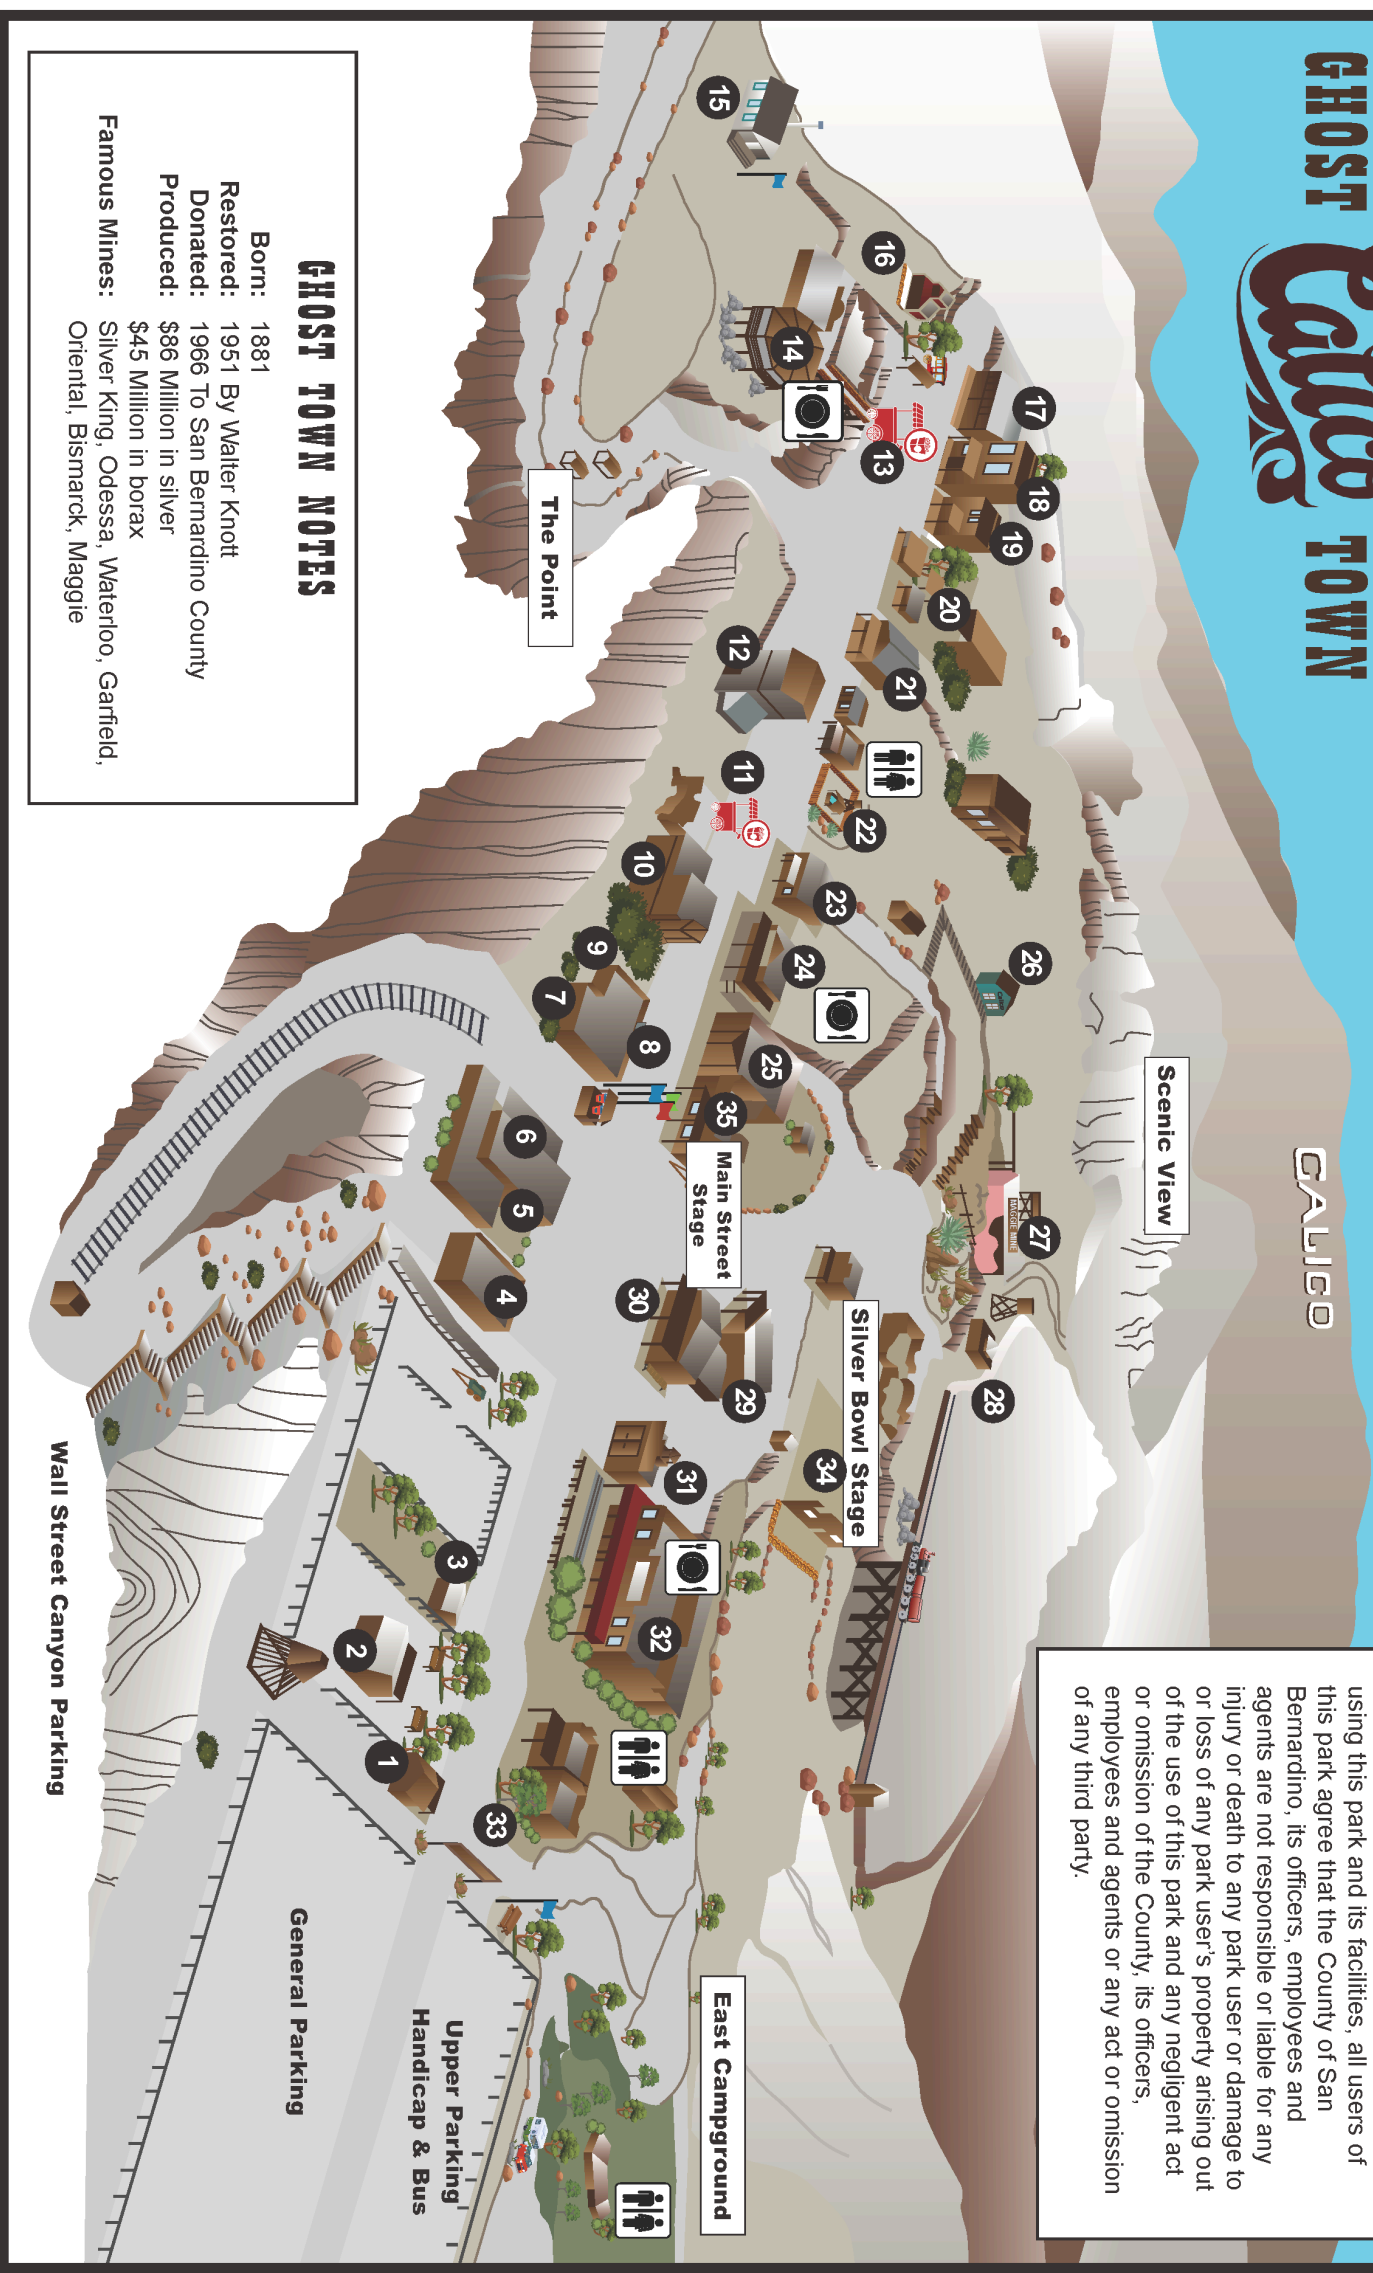 GHOST Calico TOWN
CALICO
using this park and its facilities, all users of
this park agree that the County of San
Bernardino, its officers, employees and
agents are not responsible or liable for any
injury or death to any park user or damage to
or loss of any park user's property arising out
of the use of this park and any negligent act
or omission of the County, its officers,
employees and agents or any act or omission
of any third party.
Scenic View
15
16
14
13
17
18
19
20
21
12
11
22
10
23
9
24
7
8
26
25
35
6
5
4
27
MAGGIE MINE
28
30
29
31
34
32
3
2
1
33
The Point
Main Street
Stage
Silver Bowl Stage
East Campground
Upper Parking
Handicap & Bus
General Parking
Wall Street Canyon Parking
GHOST TOWN NOTES
Born: 1881
Restored: 1951 By Walter Knott
Donated: 1966 To San Bernardino County
Produced: $86 Million in silver
$45 Million in borax
Famous Mines: Silver King, Odessa, Waterloo, Garfield,
Oriental, Bismarck, Maggie